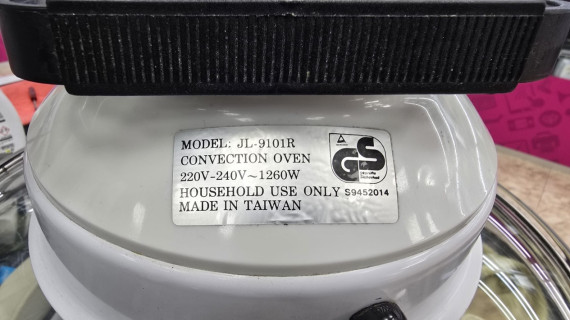 MODEL: JL-9101R
CONVECTION OVEN
220V-240V~1260W
HOUSEHOLD USE ONLY
MADE IN TAIWAN
GS
S9452014